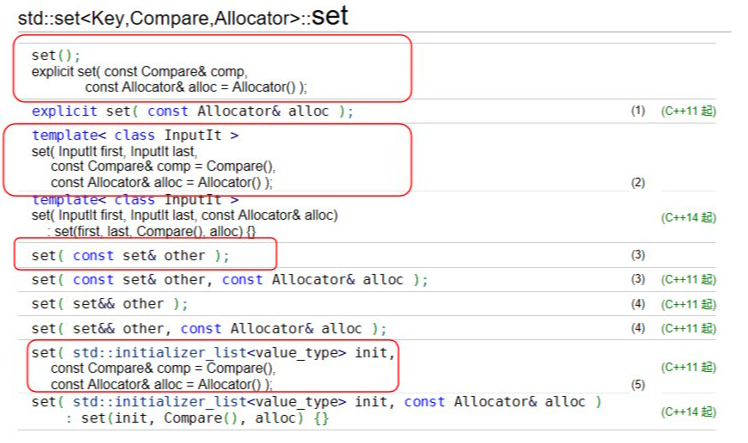 std::set<Key,Compare,Allocator>::set
set();
explicit set( const Compare& comp,
const Allocator& alloc = Allocator() );
explicit set( const Allocator& alloc ); (1) (C++11 起)
template< class InputIt >
set( InputIt first, InputIt last,
const Compare& comp = Compare(),
const Allocator& alloc = Allocator() ); (2)
template< class InputIt >
set( InputIt first, InputIt last, const Allocator& alloc)
: set(first, last, Compare(), alloc) {} (C++14 起)
set( const set& other ); (3)
set( const set& other, const Allocator& alloc ); (3) (C++11 起)
set( set&& other ); (4) (C++11 起)
set( set&& other, const Allocator& alloc ); (4) (C++11 起)
set( std::initializer_list<value_type> init,
const Compare& comp = Compare(), (C++11 起)
const Allocator& alloc = Allocator() ); (5)
set( std::initializer_list<value_type> init, const Allocator& alloc )
: set(init, Compare(), alloc) {} (C++14 起)